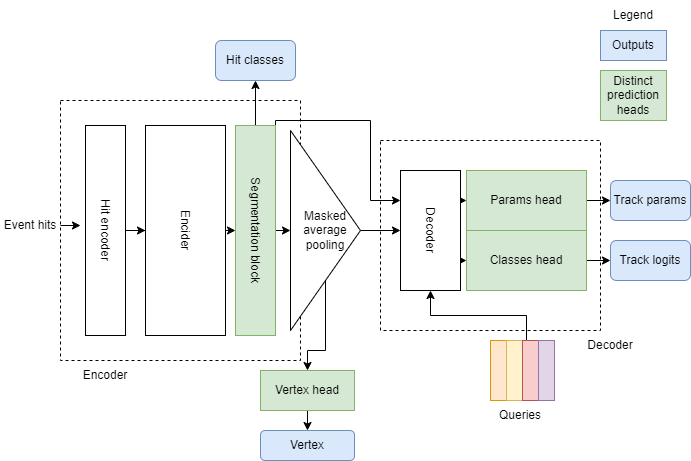 Legend
Outputs
Distinct
prediction
heads
Hit classes
Event hits
Hit encoder
Encider
Segmentation block
Masked
average
pooling
Decoder
Params head
Classes head
Track params
Track logits
Encoder
Decoder
Vertex head
Queries
Vertex